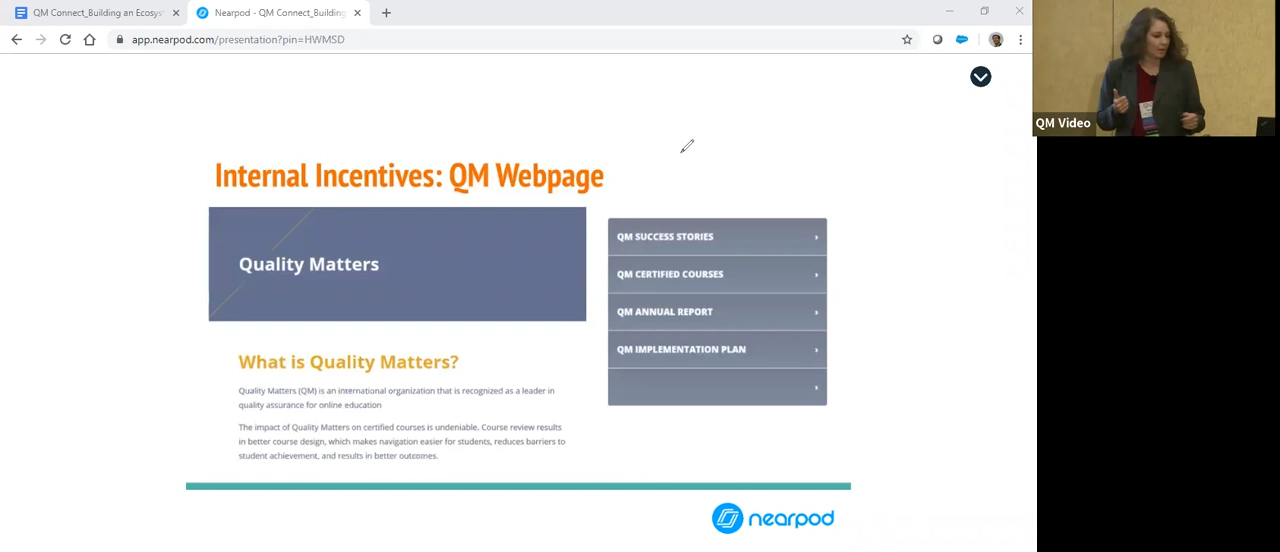 QM Connect_Building an Ecosys
Nearpod - QM Connect_Building
app.nearpod.com/presentation?pin=HWMSD
QM Video
Internal Incentives: QM Webpage
Quality Matters
What is Quality Matters?
Quality Matters (QM) is an international organization that is recognized as a leader in
quality assurance for online education
The impact of Quality Matters on certified courses is undeniable. Course review results
in better course design, which makes navigation easier for students, reduces barriers to
student achievement, and results in better outcomes.
QM SUCCESS STORIES
QM CERTIFIED COURSES
QM ANNUAL REPORT
QM IMPLEMENTATION PLAN
nearpod